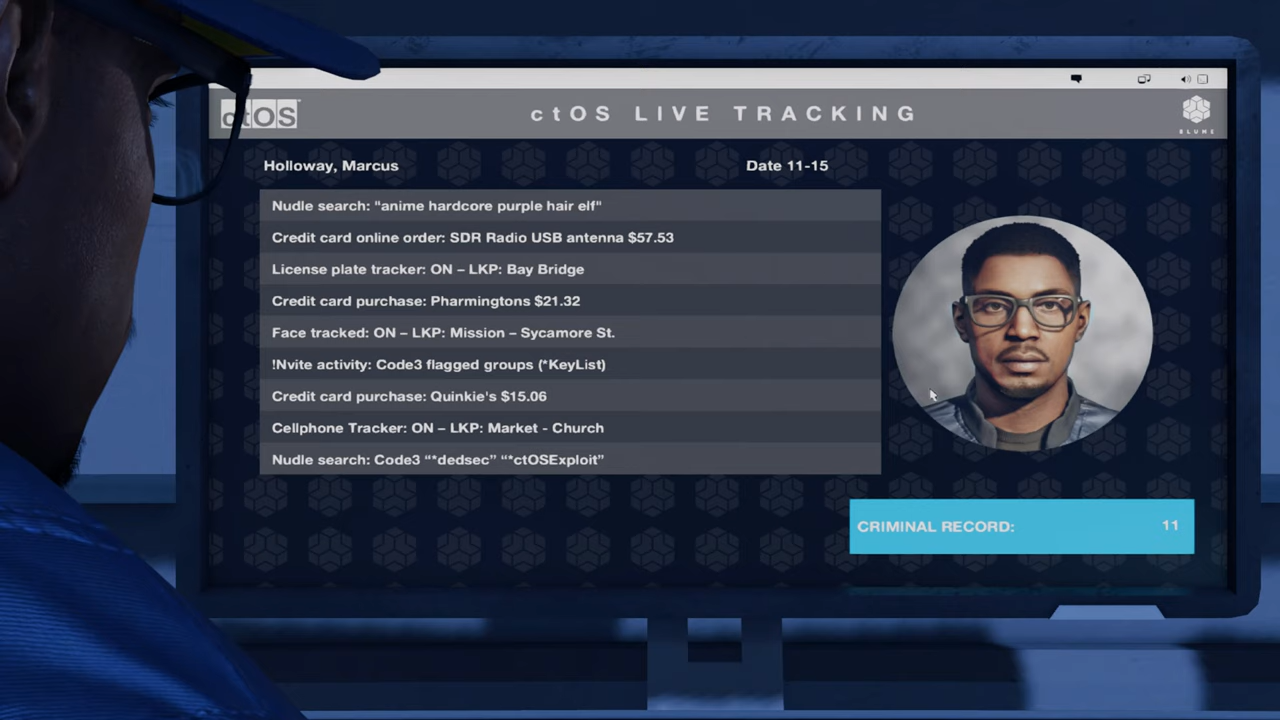 ctOS
ctOS LIVE TRACKING
BLUME
Holloway, Marcus
Date 11-15
Nudle search: "anime hardcore purple hair elf"
Credit card online order: SDR Radio USB antenna $57.53
License plate tracker: ON – LKP: Bay Bridge
Credit card purchase: Pharmingtons $21.32
Face tracked: ON – LKP: Mission – Sycamore St.
!Nvite activity: Code3 flagged groups (*KeyList)
Credit card purchase: Quinkie's $15.06
Cellphone Tracker: ON – LKP: Market - Church
Nudle search: Code3 “*dedsec” “*ctOSExploit”
CRIMINAL RECORD: 11